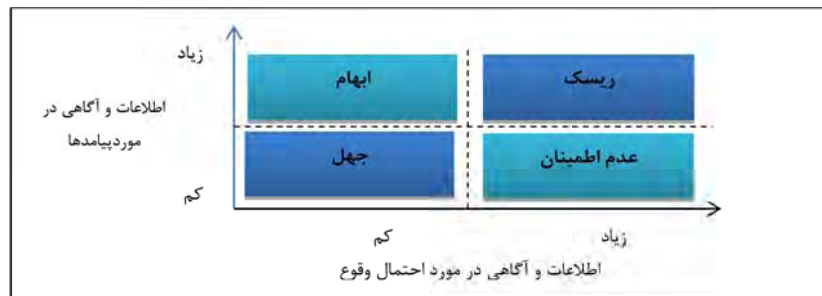 زیاد
ابهام
ریسک
اطلاعات و آگاهی در
موردپیامدها
جهل
عدم اطمینان
کم
کم
زیاد
اطلاعات و آگاهی در مورد احتمال وقوع